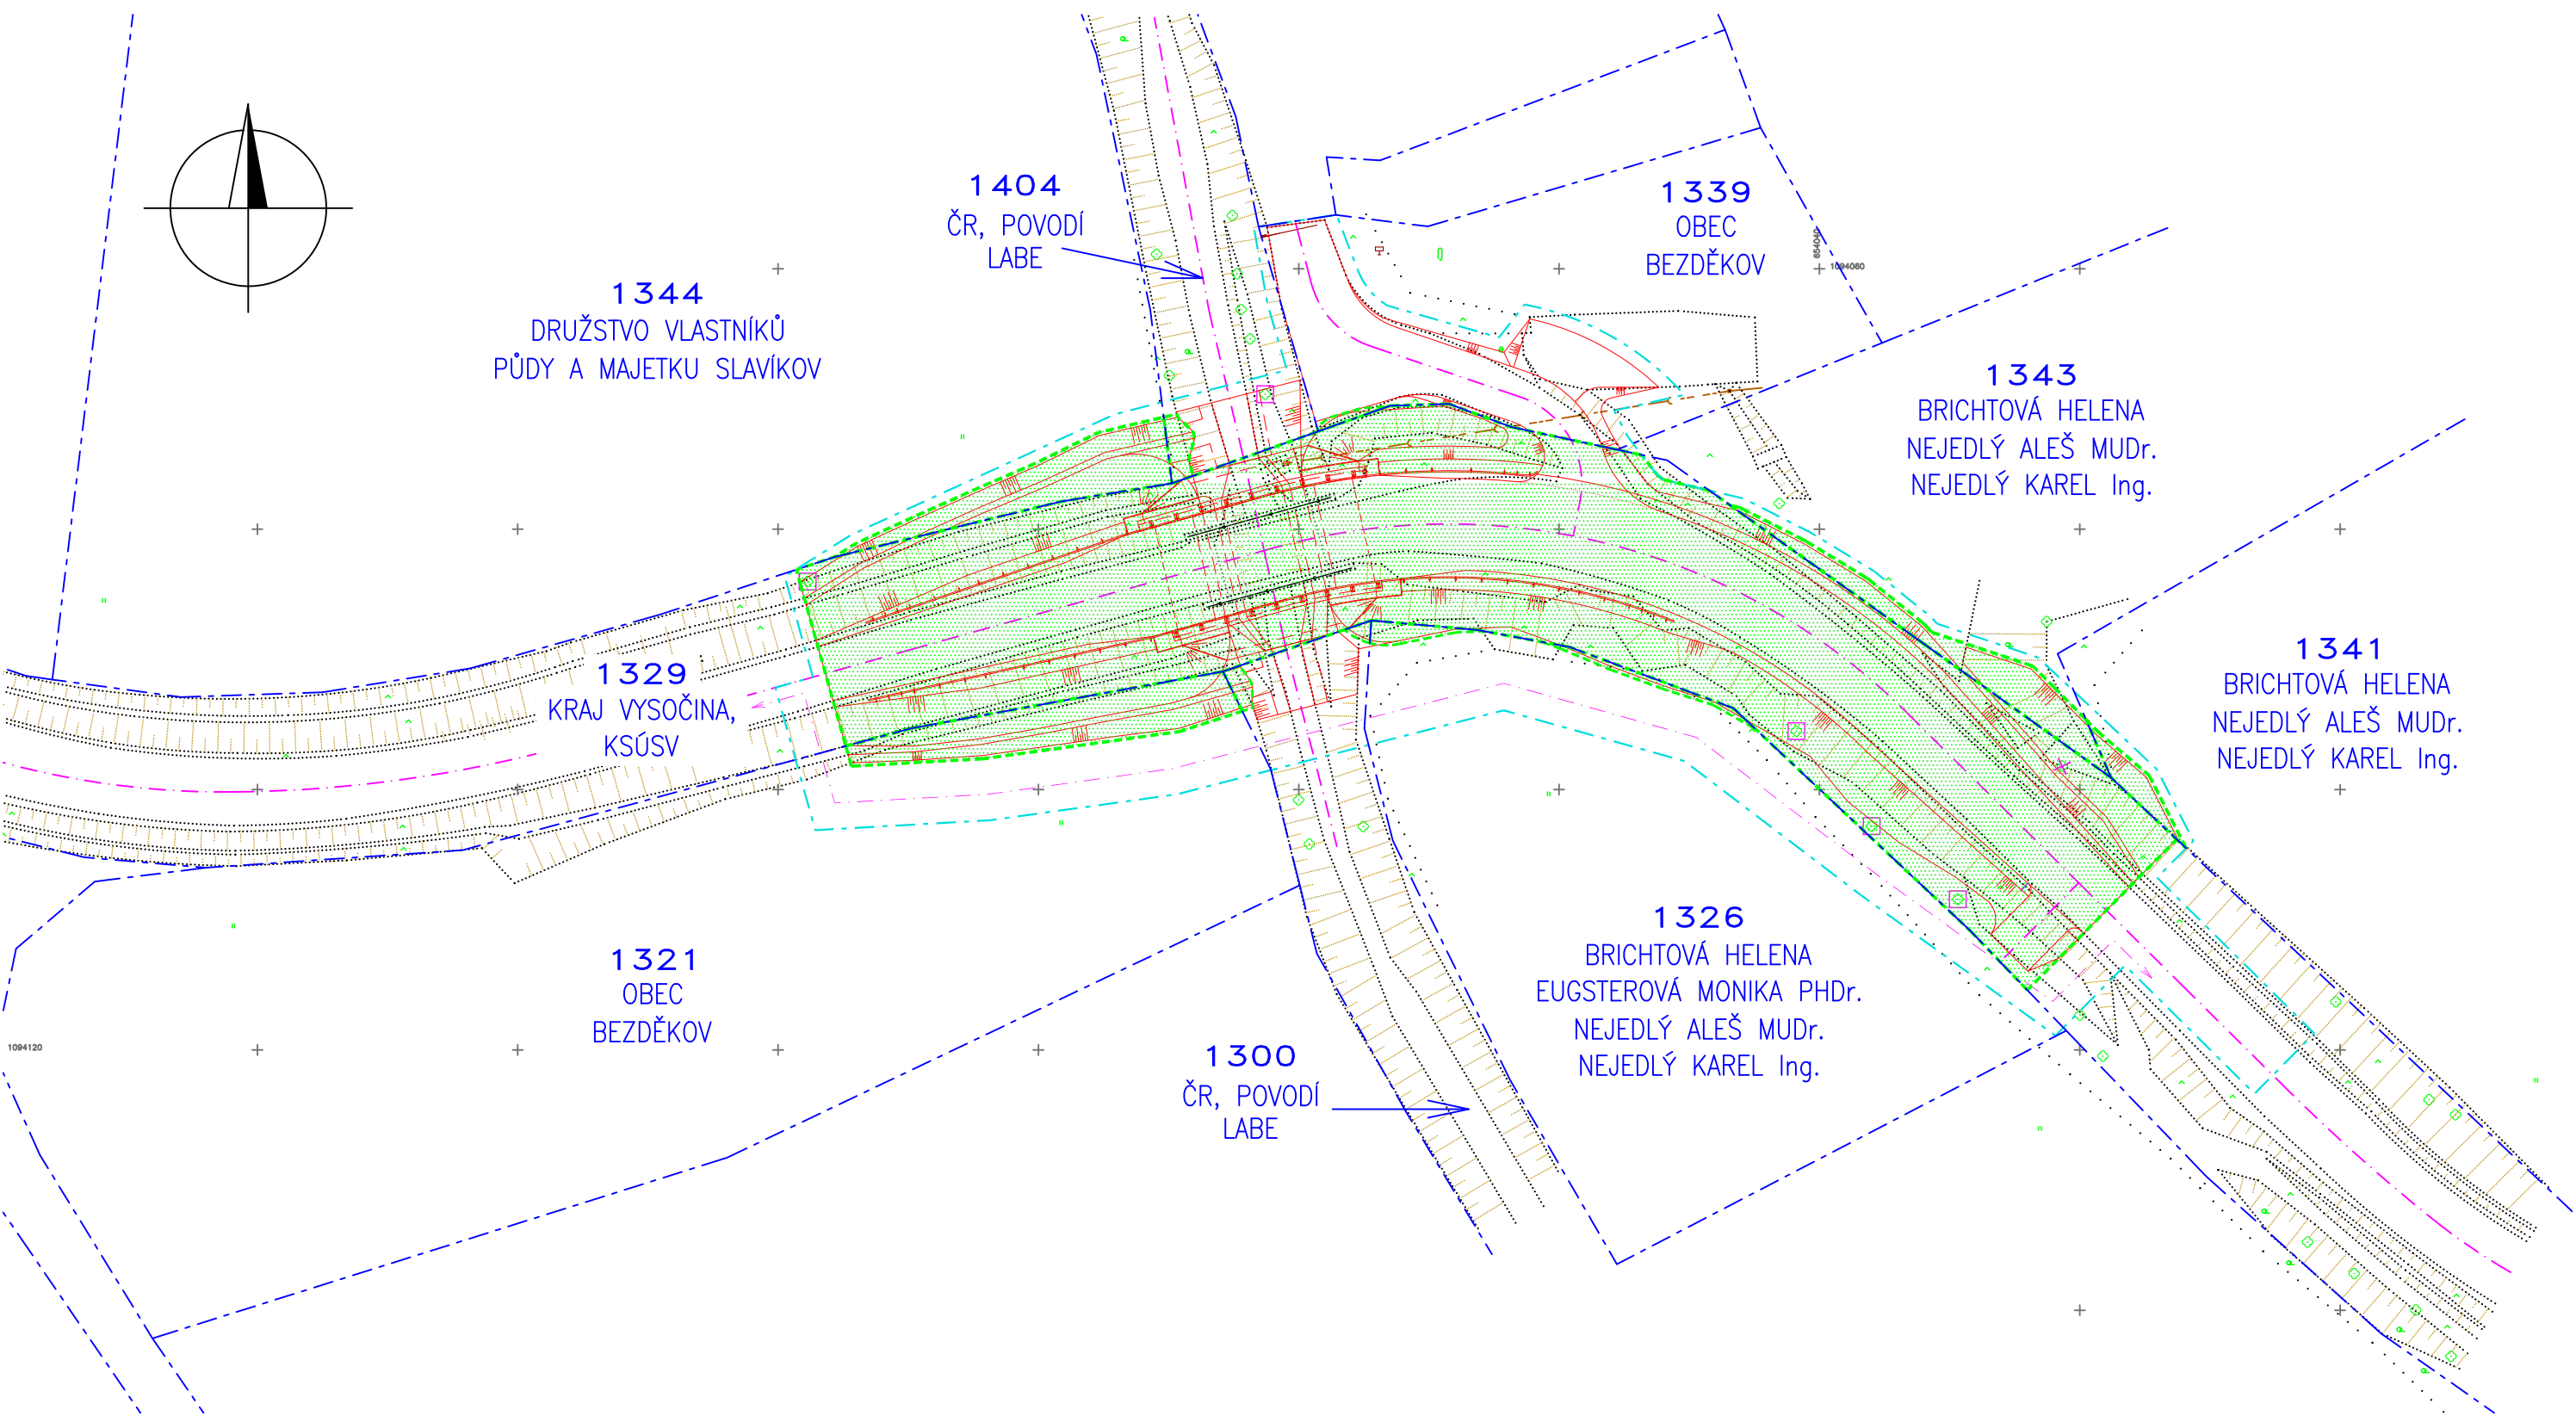 1404
ČR, POVODÍ
LABE
1339
OBEC
BEZDĚKOV
654040
1094060
1344
DRUŽSTVO VLASTNÍKŮ
PŮDY A MAJETKU SLAVÍKOV
1343
BRICHTOVÁ HELENA
NEJEDLÝ ALEŠ MUDr.
NEJEDLÝ KAREL Ing.
1329
KRAJ VYSOČINA,
KSÚSV
1341
BRICHTOVÁ HELENA
NEJEDLÝ ALEŠ MUDr.
NEJEDLÝ KAREL Ing.
1321
OBEC
BEZDĚKOV
1326
BRICHTOVÁ HELENA
EUGSTEROVÁ MONIKA PHDr.
NEJEDLÝ ALEŠ MUDr.
NEJEDLÝ KAREL Ing.
1094120
1300
ČR, POVODÍ
LABE